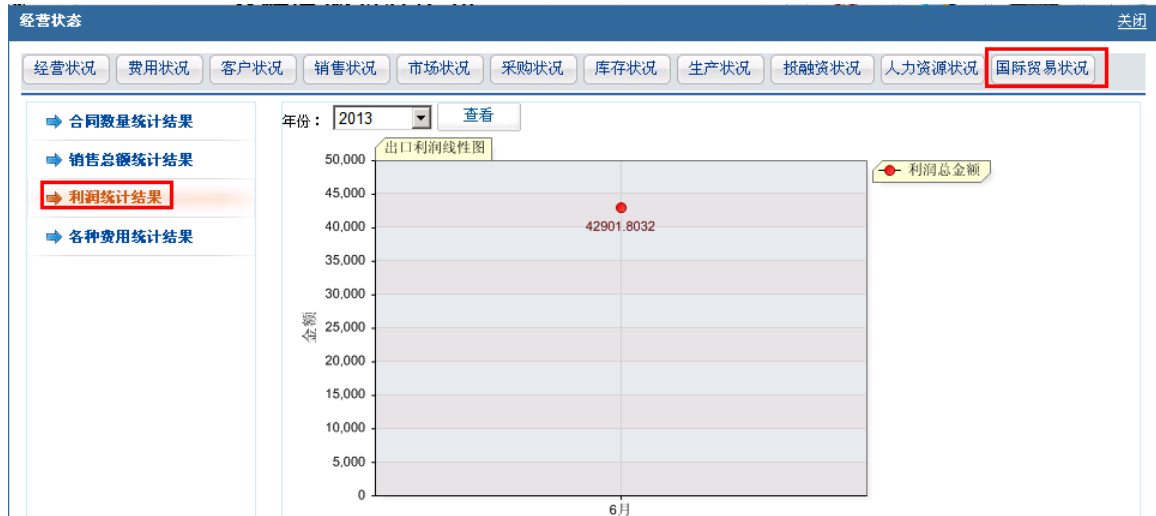 经营状态
关闭
经营状况 费用状况 客户状况 销售状况 市场状况 采购状况 库存状况 生产状况 投融资状况 人力资源状况 国际贸易状况
合同数量统计结果
销售总额统计结果
利润统计结果
各种费用统计结果
年份： 2013 查看
出口利润线性图
利润总金额
50,000
45,000
40,000
35,000
30,000
25,000
20,000
15,000
10,000
5,000
0
金额
42901.8032
6月